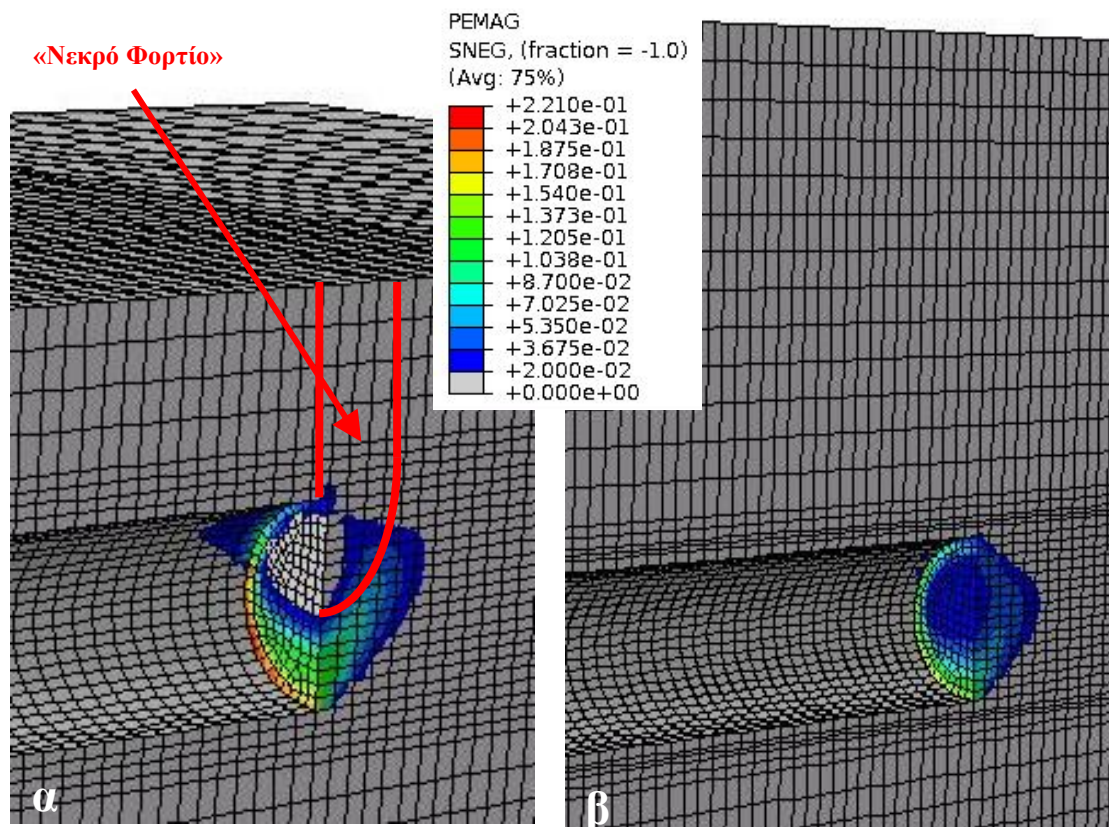 «Νεκρό Φορτίο»
PEMAG
SNEG, (fraction = -1.0)
(Avg: 75%)
+2.210e-01
+2.043e-01
+1.875e-01
+1.708e-01
+1.540e-01
+1.373e-01
+1.205e-01
+1.038e-01
+8.700e-02
+7.025e-02
+5.350e-02
+3.675e-02
+2.000e-02
+0.000e+00
α
β